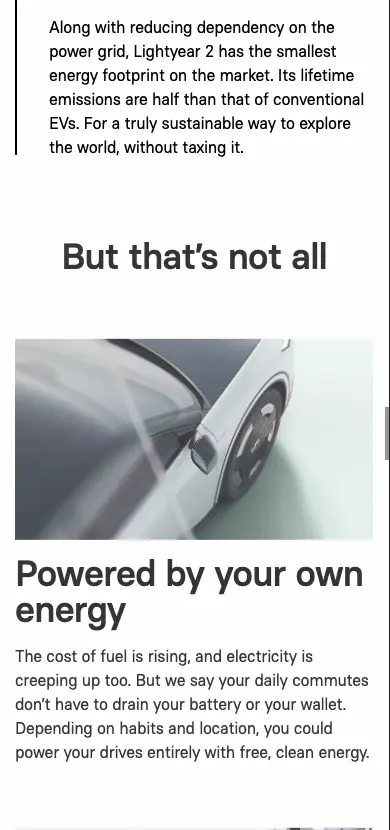 Along with reducing dependency on the
power grid, Lightyear 2 has the smallest
energy footprint on the market. Its lifetime
emissions are half than that of conventional
EVs. For a truly sustainable way to explore
the world, without taxing it.
But that’s not all
Powered by your own
energy
The cost of fuel is rising, and electricity is
creeping up too. But we say your daily commutes
don’t have to drain your battery or your wallet.
Depending on habits and location, you could
power your drives entirely with free, clean energy.